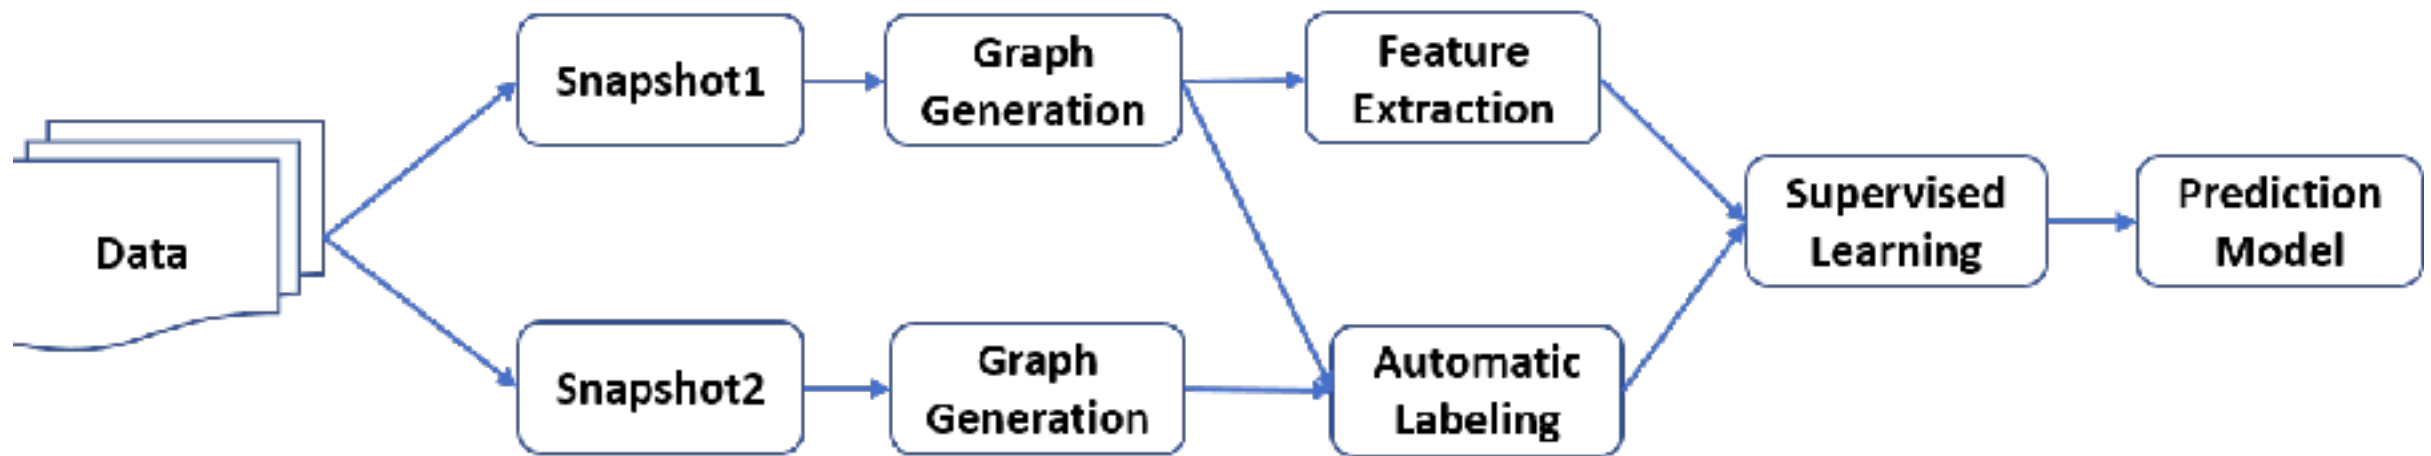 Data
Snapshot1
Graph
Generation
Feature
Extraction
Snapshot2
Graph
Generation
Automatic
Labeling
Supervised
Learning
Prediction
Model